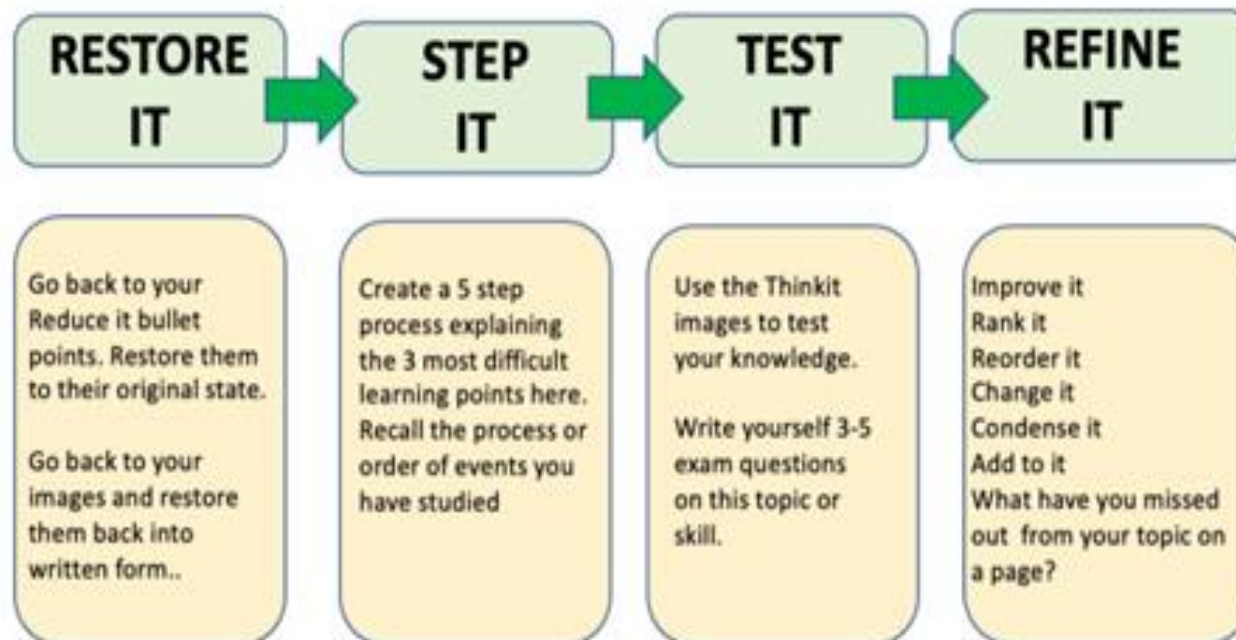 RESTORE
IT
STEP
IT
TEST
IT
REFINE
IT
Go back to your
Reduce it bullet
points. Restore them
to their original state.
Go back to your
images and restore
them back into
written form..
Create a 5 step
process explaining
the 3 most difficult
learning points here.
Recall the process or
order of events you
have studied
Use the Thinkit
images to test
your knowledge.
Write yourself 3-5
exam questions
on this topic or
skill.
Improve it
Rank it
Reorder it
Change it
Condense it
Add to it
What have you missed
out from your topic on
a page?